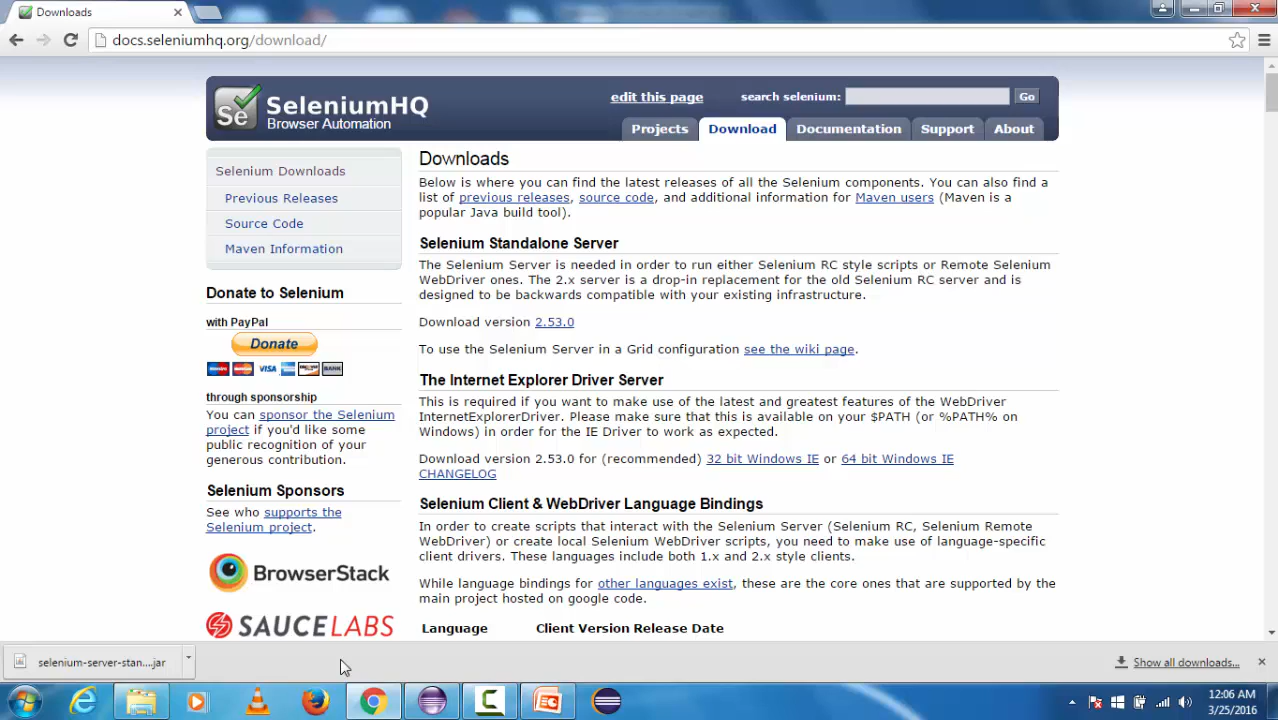 Downloads
docs.seleniumhq.org/download/
Se
SeleniumHQ
Browser Automation
edit this page
search selenium:
Go
Projects
Download
Documentation
Support
About
Selenium Downloads
Previous Releases
Source Code
Maven Information
Donate to Selenium
with PayPal
Donate
VISA
BANK
through sponsorship
You can sponsor the Selenium
project if you'd like some
public recognition of your
generous contribution.
Selenium Sponsors
See who supports the
Selenium project.
BrowserStack
SAUCELABS
Downloads
Below is where you can find the latest releases of all the Selenium components. You can also find a
list of previous releases, source code, and additional information for Maven users (Maven is a
popular Java build tool).
Selenium Standalone Server
The Selenium Server is needed in order to run either Selenium RC style scripts or Remote Selenium
WebDriver ones. The 2.x server is a drop-in replacement for the old Selenium RC server and is
designed to be backwards compatible with your existing infrastructure.
Download version 2.53.0
To use the Selenium Server in a Grid configuration see the wiki page.
The Internet Explorer Driver Server
This is required if you want to make use of the latest and greatest features of the WebDriver
InternetExplorerDriver. Please make sure that this is available on your $PATH (or %PATH% on
Windows) in order for the IE Driver to work as expected.
Download version 2.53.0 for (recommended) 32 bit Windows IE or 64 bit Windows IE
CHANGELOG
Selenium Client & WebDriver Language Bindings
In order to create scripts that interact with the Selenium Server (Selenium RC, Selenium Remote
WebDriver) or create local Selenium WebDriver scripts, you need to make use of language-specific
client drivers. These languages include both 1.x and 2.x style clients.
While language bindings for other languages exist, these are the core ones that are supported by the
main project hosted on google code.
Language Client Version Release Date
selenium-server-stan....jar
Show all downloads...
12:06 AM
3/25/2016